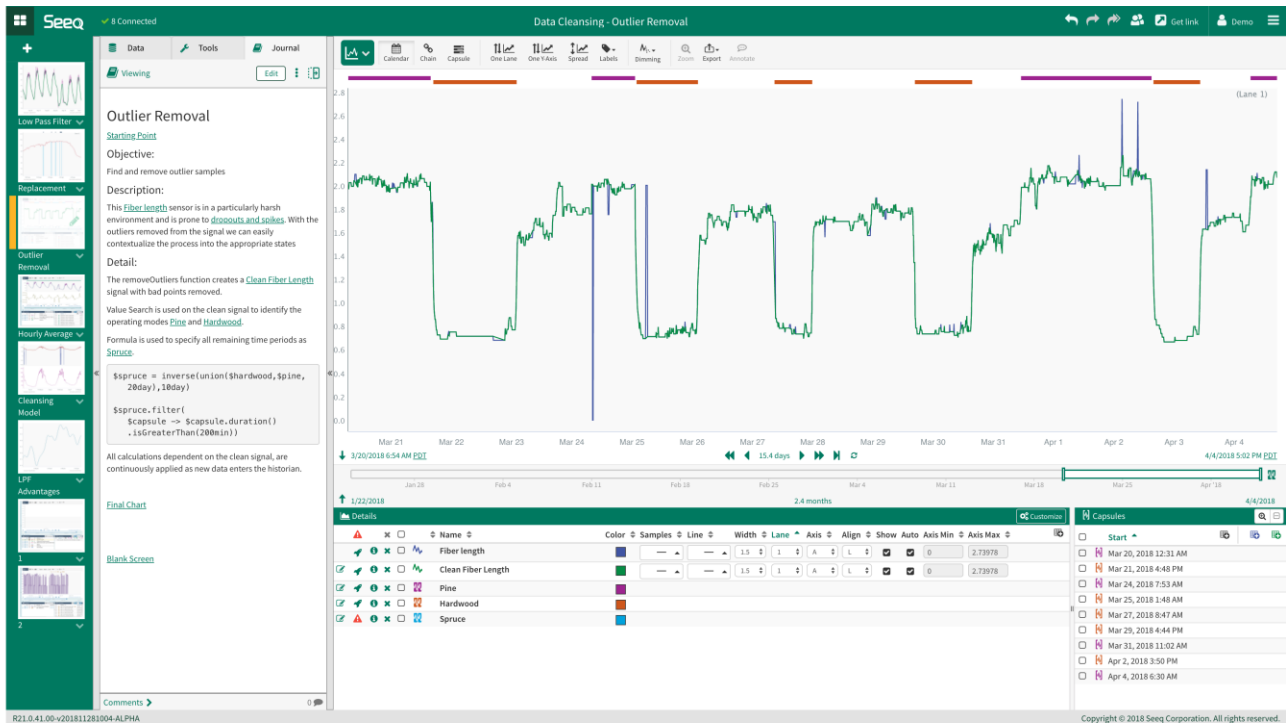 Seeq
8 Connected
Data Cleansing - Outlier Removal
Get link
Demo
Low Pass Filter
Replacement
Outlier
Removal
Hourly Average
Cleansing
Model
LPF
Advantages
1
2
Data
Tools
Journal
Viewing
Edit
Outlier Removal
Starting Point
Objective:
Find and remove outlier samples
Description:
This Fiber length sensor is in a particularly harsh
environment and is prone to dropouts and spikes. With the
outliers removed from the signal we can easily
contextualize the process into the appropriate states
Detail:
The removeOutliers function creates a Clean Fiber Length
signal with bad points removed.
Value Search is used on the clean signal to identify the
operating modes Pine and Hardwood.
Formula is used to specify all remaining time periods as
Spruce.
$spruce = inverse(union($hardwood,$pine,
20day),10day)
$spruce.filter(
$capsule -> $capsule.duration()
.isGreaterThan(200min))
All calculations dependent on the clean signal, are
continuously applied as new data enters the historian.
Final Chart
Blank Screen
Comments
0
Calendar
Chain
Capsule
One Lane
One Y-Axis
Spread
Labels
Dimming
Zoom
Export
Annotate
(Lane 1)
2.8
2.6
2.4
2.2
2.0
1.8
1.6
1.4
1.2
1.0
0.8
0.6
0.4
0.2
0.0
Mar 21 Mar 22 Mar 23 Mar 24 Mar 25 Mar 26 Mar 27 Mar 28 Mar 29 Mar 30 Mar 31 Apr 1 Apr 2 Apr 3 Apr 4
3/20/2018 6:54 AM PDT
15.4 days
4/4/2018 5:02 PM PDT
Jan 28 Feb 4 Feb 11 Feb 18 Feb 25 Mar 4 Mar 11 Mar 18 Mar 25 Apr '18
1/22/2018
2.4 months
4/4/2018
Details
Customize
Name Color Samples Line Width Lane Axis Align Show Auto Axis Min Axis Max
Fiber length 1.5 1 A L 0 2.73978
Clean Fiber Length 1.5 1 A L 0 2.73978
Pine
Hardwood
Spruce
Capsules
Start
Mar 20, 2018 12:31 AM
Mar 21, 2018 4:48 PM
Mar 24, 2018 7:53 AM
Mar 25, 2018 1:48 AM
Mar 27, 2018 8:47 AM
Mar 29, 2018 4:44 PM
Mar 31, 2018 11:02 AM
Apr 2, 2018 3:50 PM
Apr 4, 2018 6:30 AM
R21.0.41.00-v201811281004-ALPHA
Copyright © 2018 Seeq Corporation. All rights reserved.